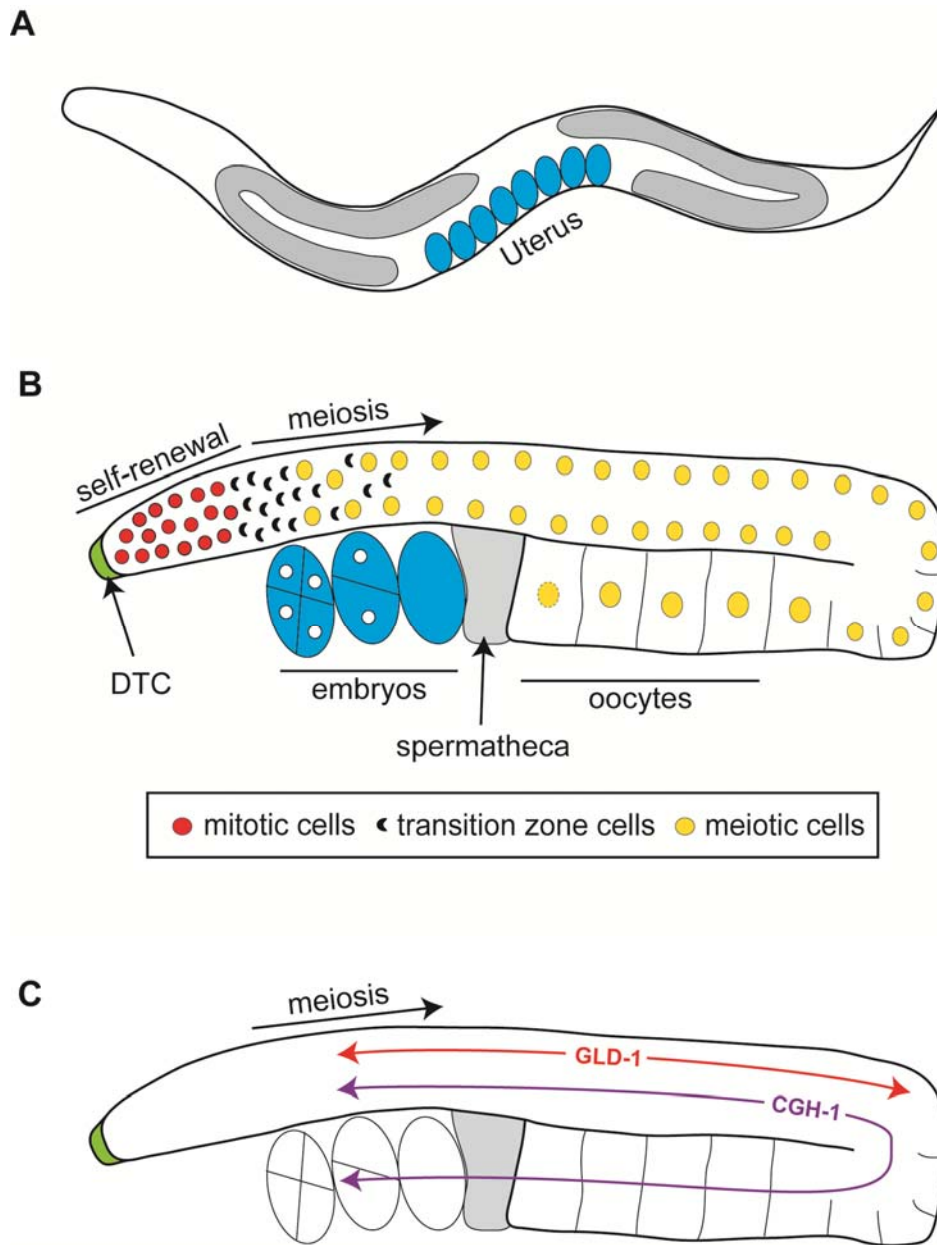 A
Uterus
B
self-renewal
meiosis
DTC
embryos
oocytes
spermatheca
mitotic cells transition zone cells meiotic cells
C
meiosis
GLD-1
CGH-1